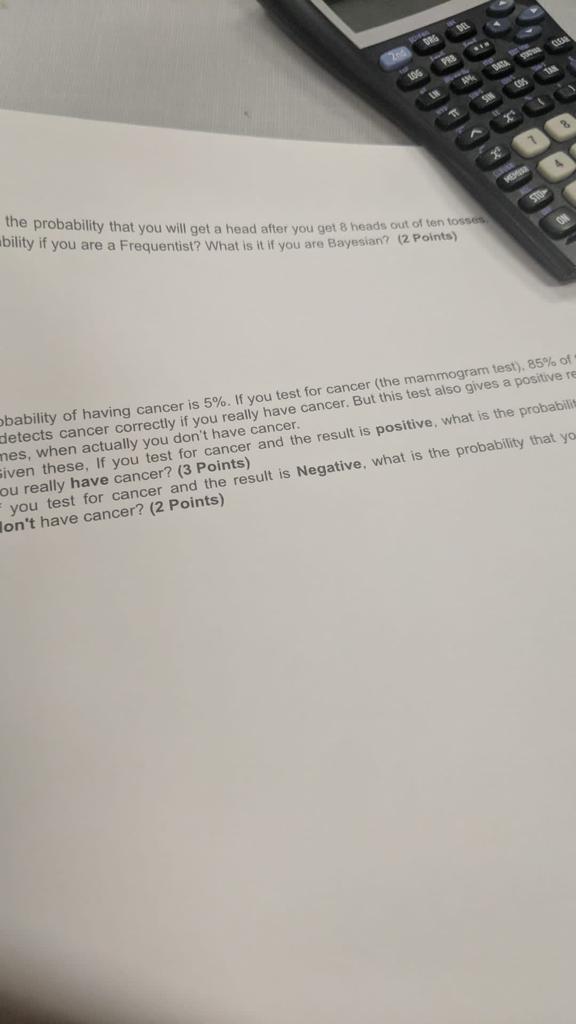 the probability that you will get a head after you get 8 heads out of ten tosses.
bility if you are a Frequentist? What is it if you are Bayesian? (2 Points)
obability of having cancer is 5%. If you test for cancer (the mammogram test), 85% of
detects cancer correctly if you really have cancer. But this test also gives a positive re
mes, when actually you don't have cancer.
Given these, If you test for cancer and the result is positive, what is the probabilit
ou really have cancer? (3 Points)
you test for cancer and the result is Negative, what is the probability that yo
don't have cancer? (2 Points)
2nd DRG DEL
LOG PRB
DATA STATVAR CLEAR
LN SIN COS TAN
π
^
x²
7 8
MEMVAR
4
STO►
ON